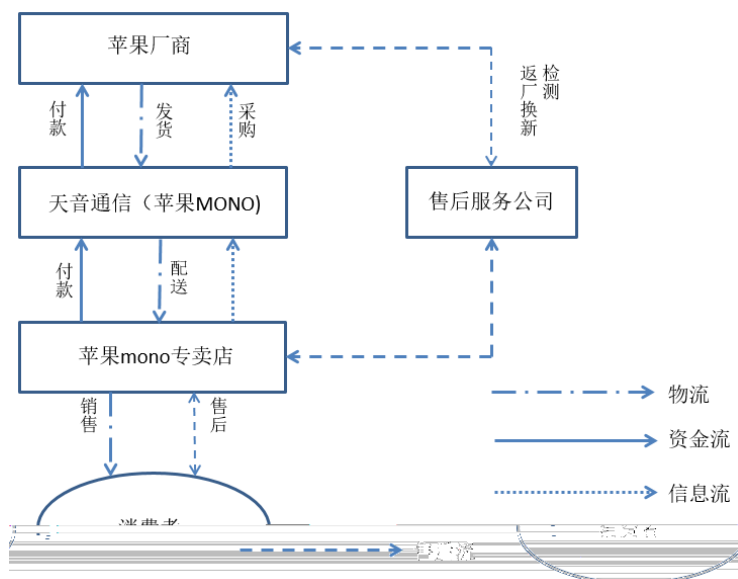 苹果厂商
付款
发货
采购
检测
返厂换新
天音通信（苹果MONO)
售后服务公司
付款
配送
苹果mono专卖店
销售
售后
物流
资金流
信息流
消费者